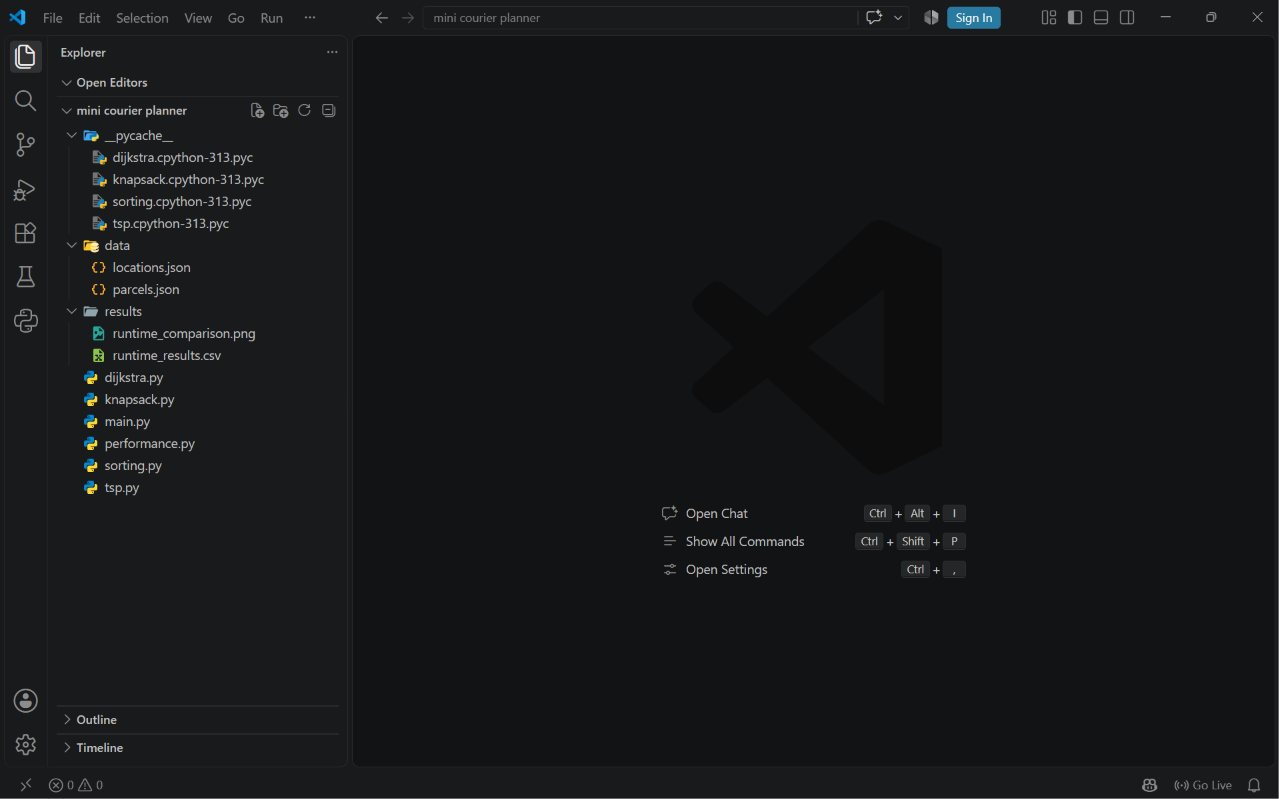 File Edit Selection View Go Run ··· mini courier planner Sign In
Explorer
Open Editors
mini courier planner
__pycache__
dijkstra.cpython-313.pyc
knapsack.cpython-313.pyc
sorting.cpython-313.pyc
tsp.cpython-313.pyc
data
locations.json
parcels.json
results
runtime_comparison.png
runtime_results.csv
dijkstra.py
knapsack.py
main.py
performance.py
sorting.py
tsp.py
Open Chat Ctrl + Alt + I
Show All Commands Ctrl + Shift + P
Open Settings Ctrl + ,
Outline
Timeline
0 0 Go Live